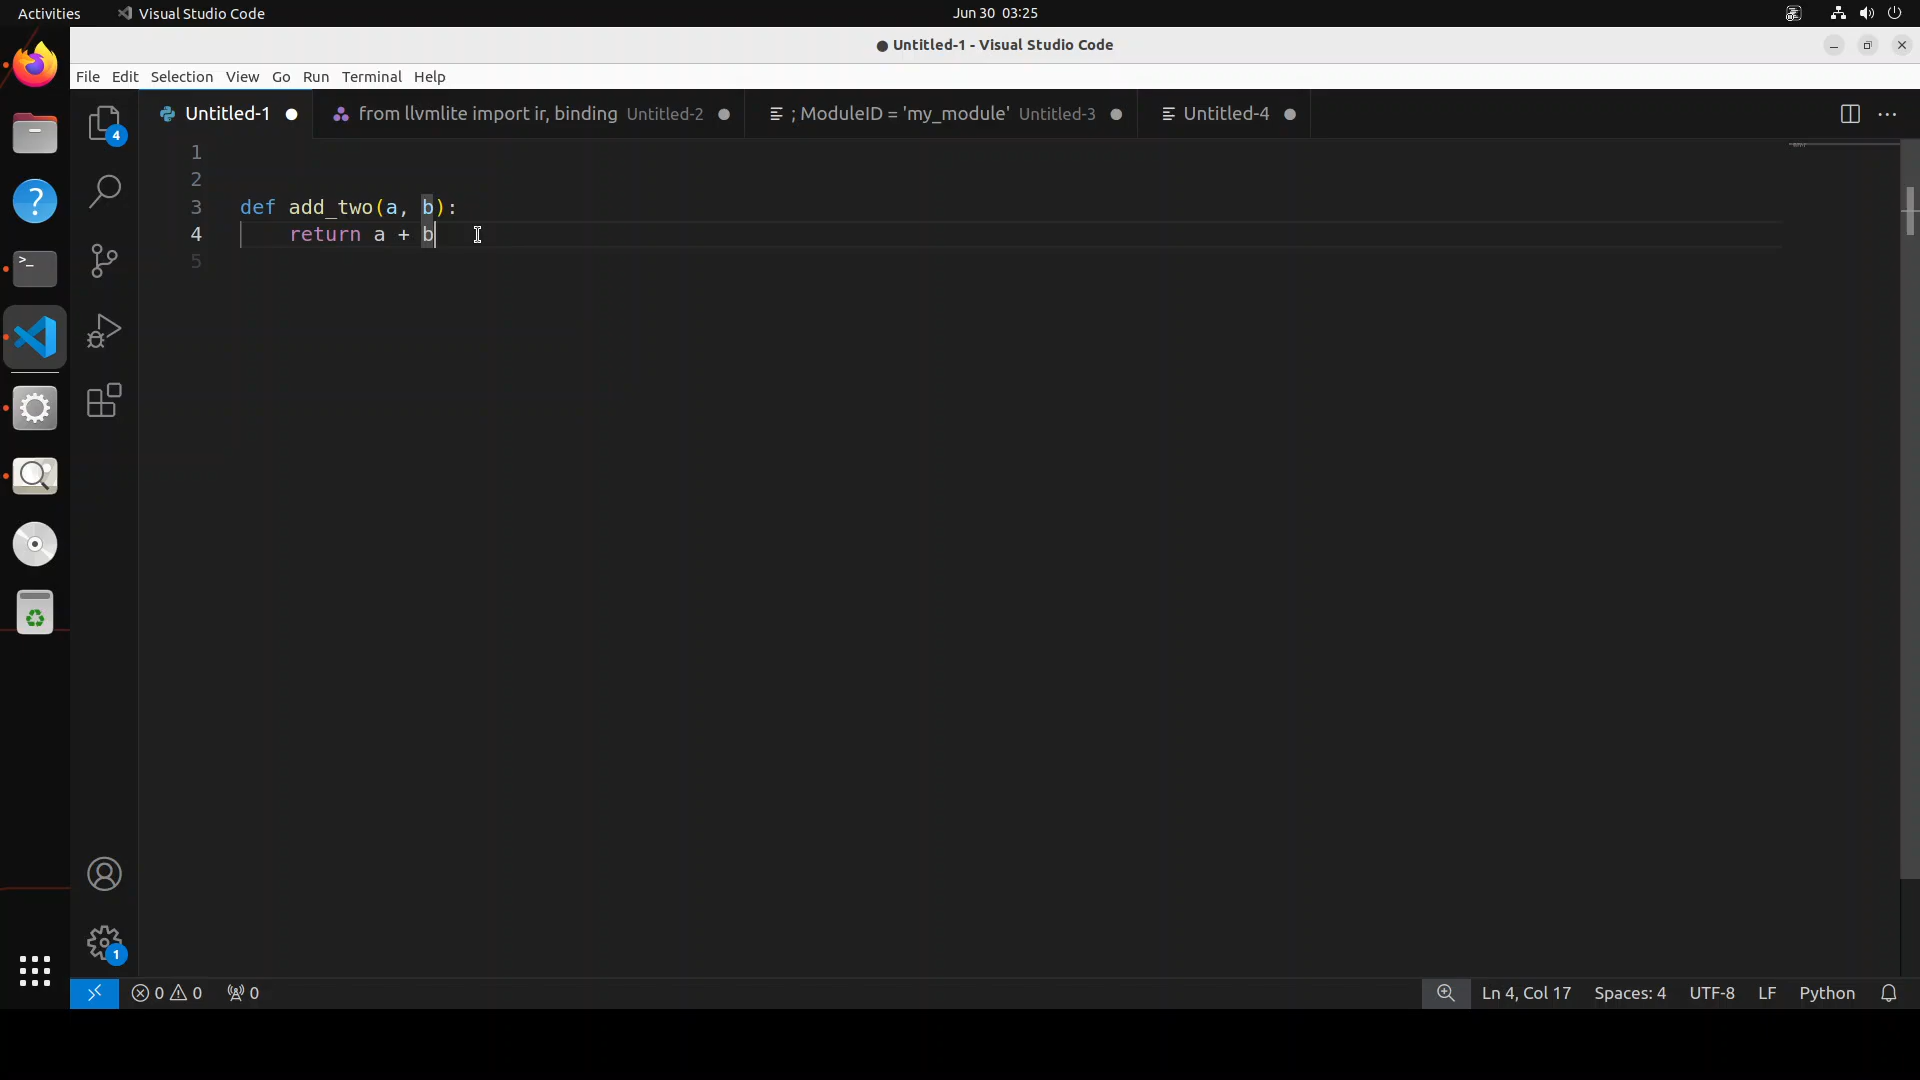 Activities Visual Studio Code Jun 30 03:25
● Untitled-1 - Visual Studio Code
File Edit Selection View Go Run Terminal Help
4 Untitled-1 from llvmlite import ir, binding Untitled-2 ; ModuleID = 'my_module' Untitled-3 Untitled-4
1
2
3 def add_two(a, b):
4 return a + b
5
1
0 0 0 Ln 4, Col 17 Spaces: 4 UTF-8 LF Python